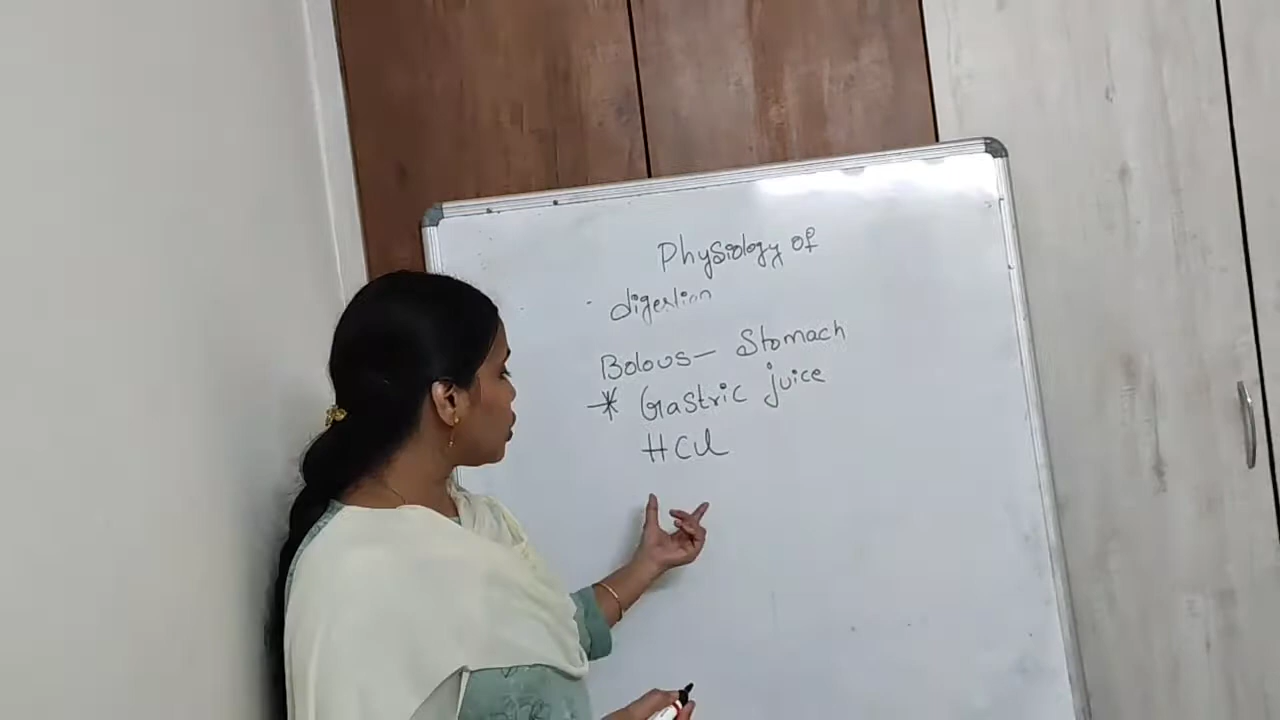 Physiology of
digestion
Bolous - Stomach
* Gastric juice
HCl